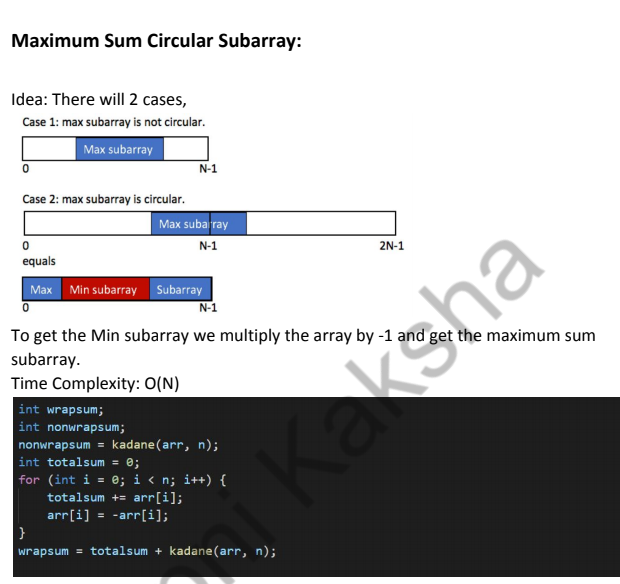 Maximum Sum Circular Subarray:
Idea: There will 2 cases,
Case 1: max subarray is not circular.
Max subarray
0 N-1
Case 2: max subarray is circular.
Max subarray
0 N-1 2N-1
equals
Max Min subarray Subarray
0 N-1
To get the Min subarray we multiply the array by -1 and get the maximum sum
subarray.
Time Complexity: O(N)
int wrapsum;
int nonwrapsum;
nonwrapsum = kadane(arr, n);
int totalsum = 0;
for (int i = 0; i < n; i++) {
    totalsum += arr[i];
    arr[i] = -arr[i];
}
wrapsum = totalsum + kadane(arr, n);
Kaksha